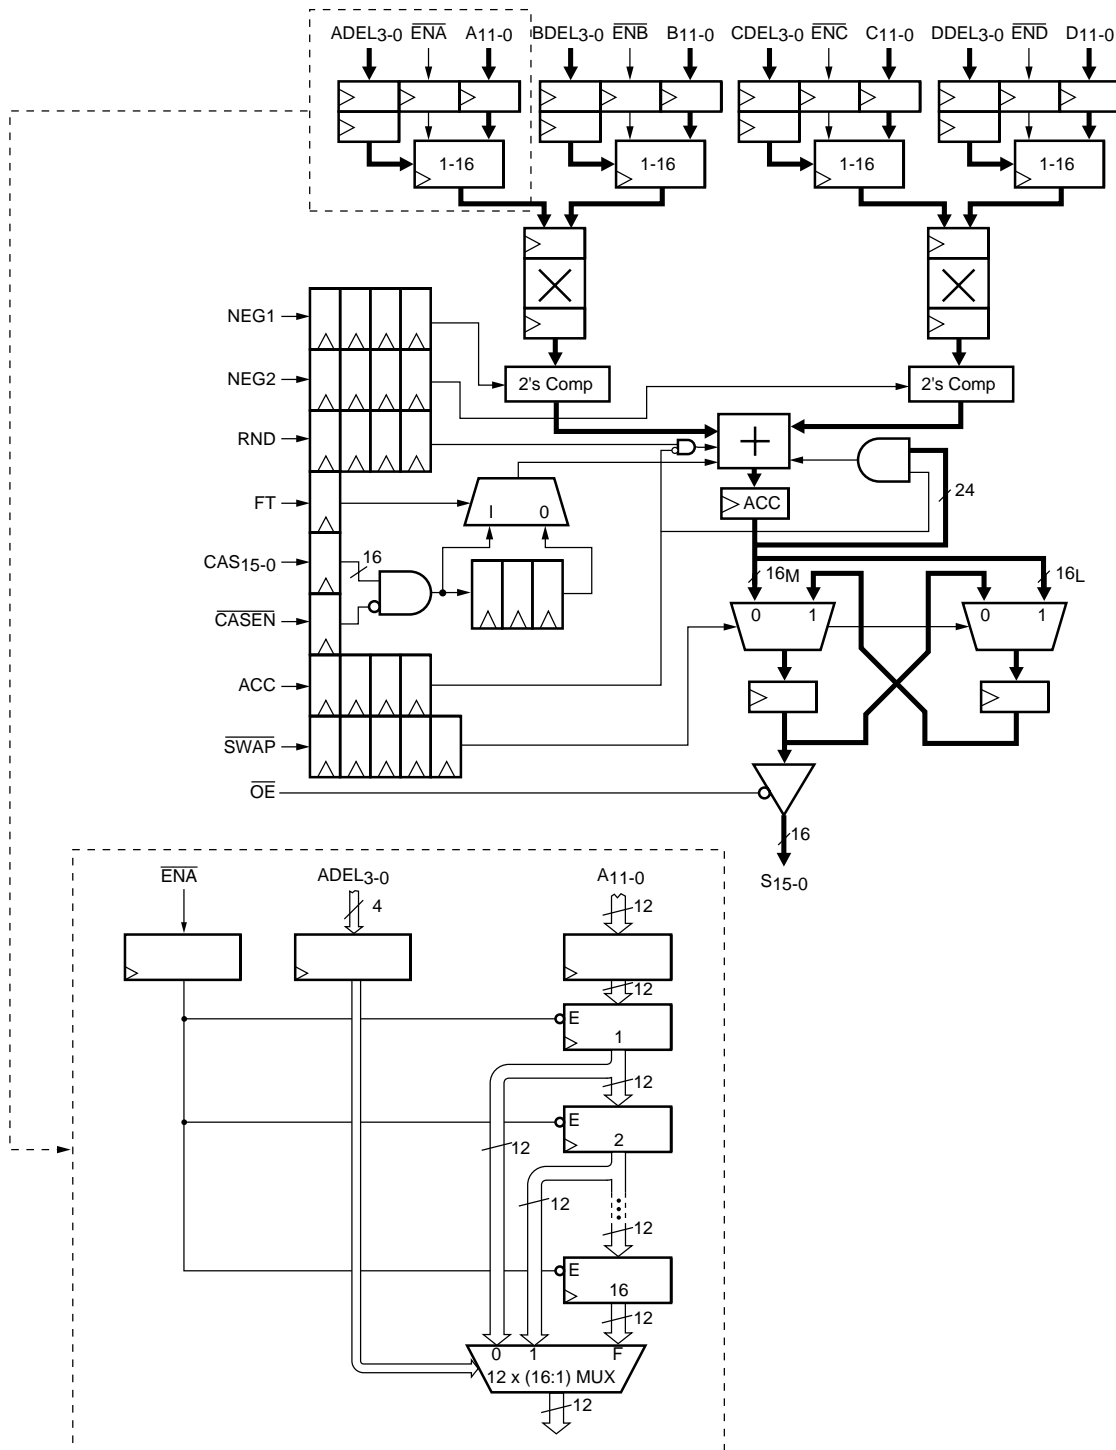 ADEL3-0 ENA A11-0 BDEL3-0 ENB B11-0 CDEL3-0 ENC C11-0 DDEL3-0 END D11-0
1-16 1-16 1-16 1-16
NEG1
NEG2
2's Comp 2's Comp
RND
FT
I 0
ACC
24
CAS15-0
16
16M 16L
CASEN
0 1 0 1
ACC
SWAP
OE
16
S15-0
ENA ADEL3-0 A11-0
4 12
12
E
1
12
E
2
12
12
12
E
16
12
0 1 F
12 x (16:1) MUX
12